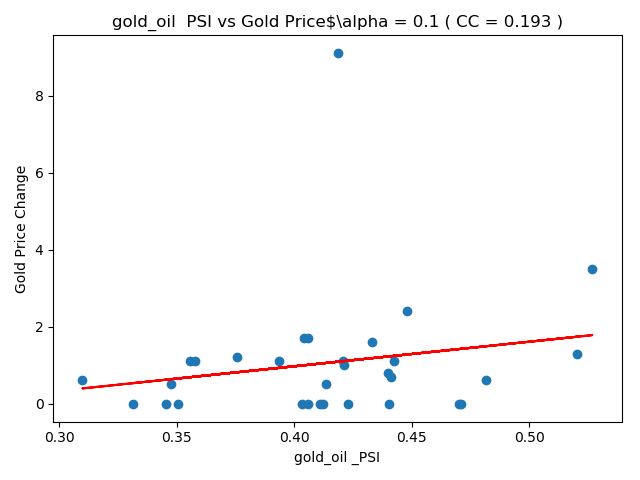 gold_oil  PSI vs Gold Price$\alpha = 0.1 ( CC = 0.193 )
Gold Price Change
8
6
4
2
0
0.30 0.35 0.40 0.45 0.50
gold_oil _PSI